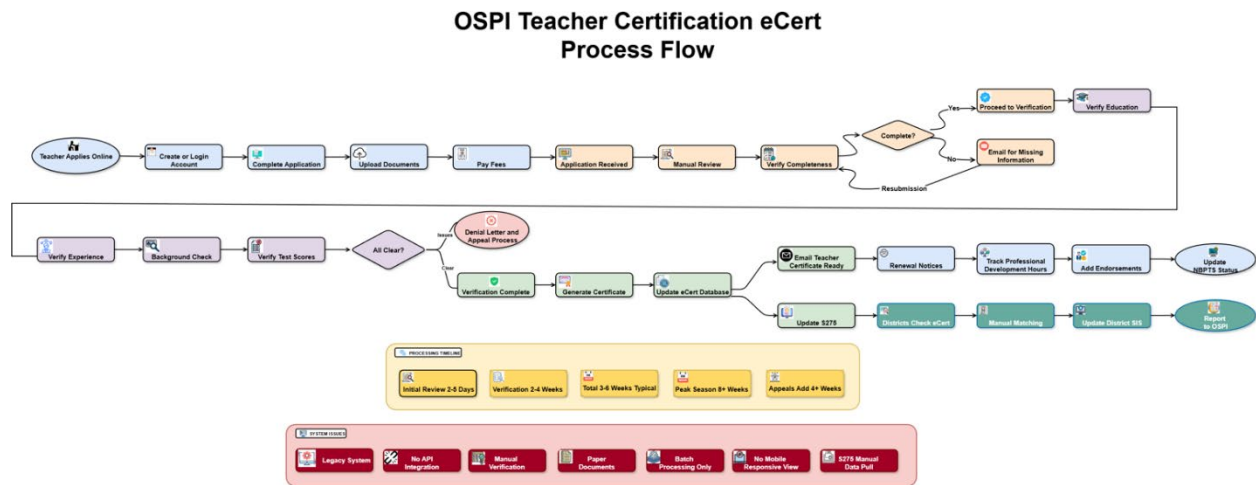 OSPI Teacher Certification eCert
Process Flow
Teacher Applies Online
Create or Login
Account
Complete Application
Upload Documents
Pay Fees
Application Received
Manual Review
Verify Completeness
Complete?
Yes
Proceed to Verification
Verify Education
No
Email for Missing
Information
Resubmission
Verify Experience
Background Check
Verify Test Scores
All Clear?
Issues
Denial Letter and
Appeal Process
Clear
Verification Complete
Generate Certificate
Update eCert Database
Email Teacher
Certificate Ready
Renewal Notices
Track Professional
Development Hours
Add Endorsements
Update
NBPTS Status
Update S275
Districts Check eCert
Manual Matching
Update District SIS
Report
to OSPI
PROCESSING TIMELINE
Initial Review 2-5 Days
Verification 2-4 Weeks
Total 3-6 Weeks Typical
Peak Season 8+ Weeks
Appeals Add 4+ Weeks
SYSTEM ISSUES
Legacy System
No API
Integration
Manual
Verification
Paper
Documents
Batch
Processing Only
No Mobile
Responsive View
S275 Manual
Data Pull